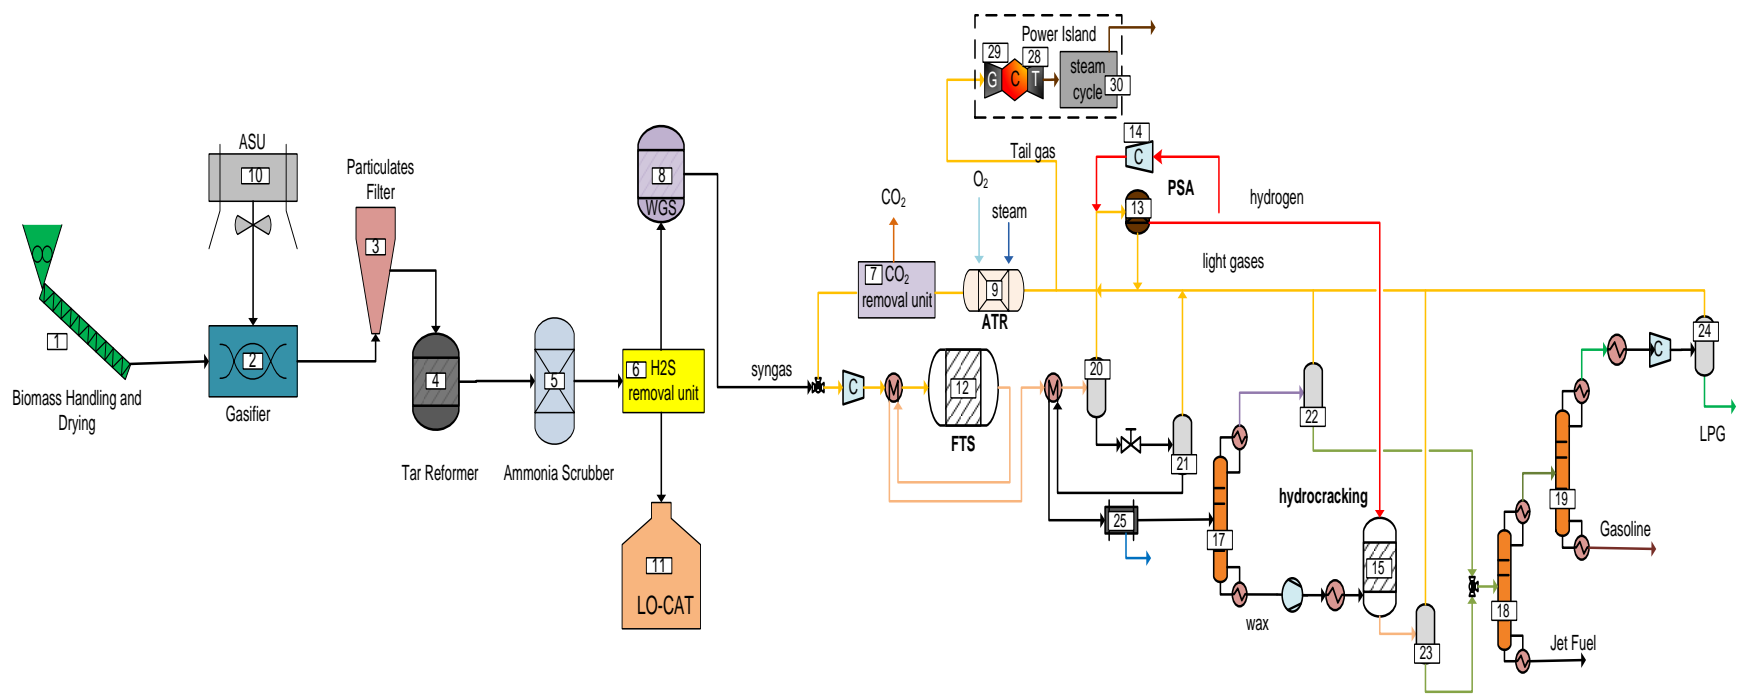 Power Island
29
28
G
C
T
steam
cycle
30
14
C
ASU
10
Particulates
Filter
Tail gas
O2
PSA
hydrogen
8
WGS
CO2
steam
13
3
light gases
7 CO2
removal unit
9
ATR
1
2
Gasifier
Biomass Handling and
Drying
4
Tar Reformer
5
Ammonia Scrubber
6 H2S
removal unit
syngas
C
M
12
FTS
M
20
22
C
24
LPG
21
hydrocracking
25
17
19
Gasoline
11
LO-CAT
15
wax
18
23
Jet Fuel